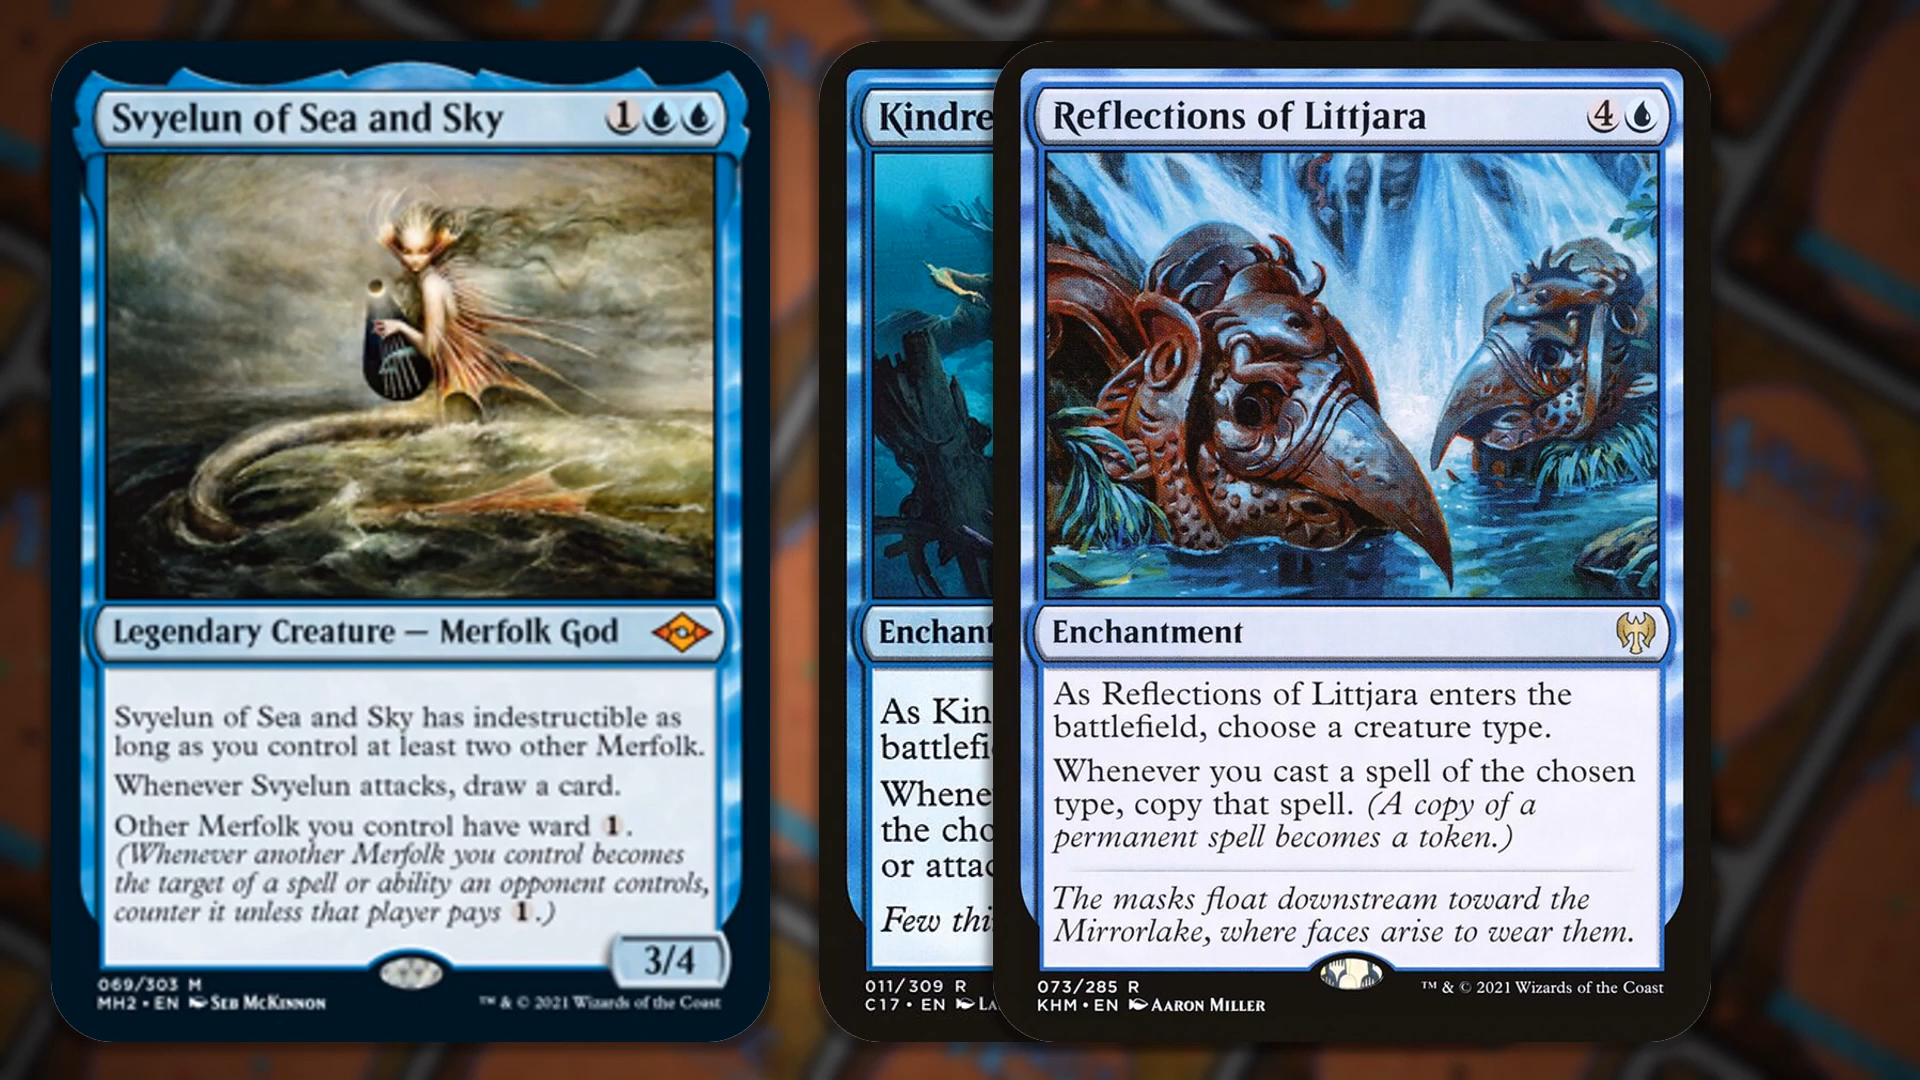 Svyelun of Sea and Sky
1
Legendary Creature — Merfolk God
Svyelun of Sea and Sky has indestructible as
long as you control at least two other Merfolk.
Whenever Svyelun attacks, draw a card.
Other Merfolk you control have ward 1.
(Whenever another Merfolk you control becomes
the target of a spell or ability an opponent controls,
counter it unless that player pays 1.)
3/4
069/303 M
MH2 • EN Seb McKinnon
™ & © 2021 Wizards of the Coast
Kindre
Enchant
As Kin
battlefi
Whene
the cho
or attac
Few thi
011/309 R
C17 • EN La
Reflections of Littjara
4
Enchantment
As Reflections of Littjara enters the
battlefield, choose a creature type.
Whenever you cast a spell of the chosen
type, copy that spell. (A copy of a
permanent spell becomes a token.)
The masks float downstream toward the
Mirrorlake, where faces arise to wear them.
073/285 R
KHM • EN Aaron Miller
™ & © 2021 Wizards of the Coast